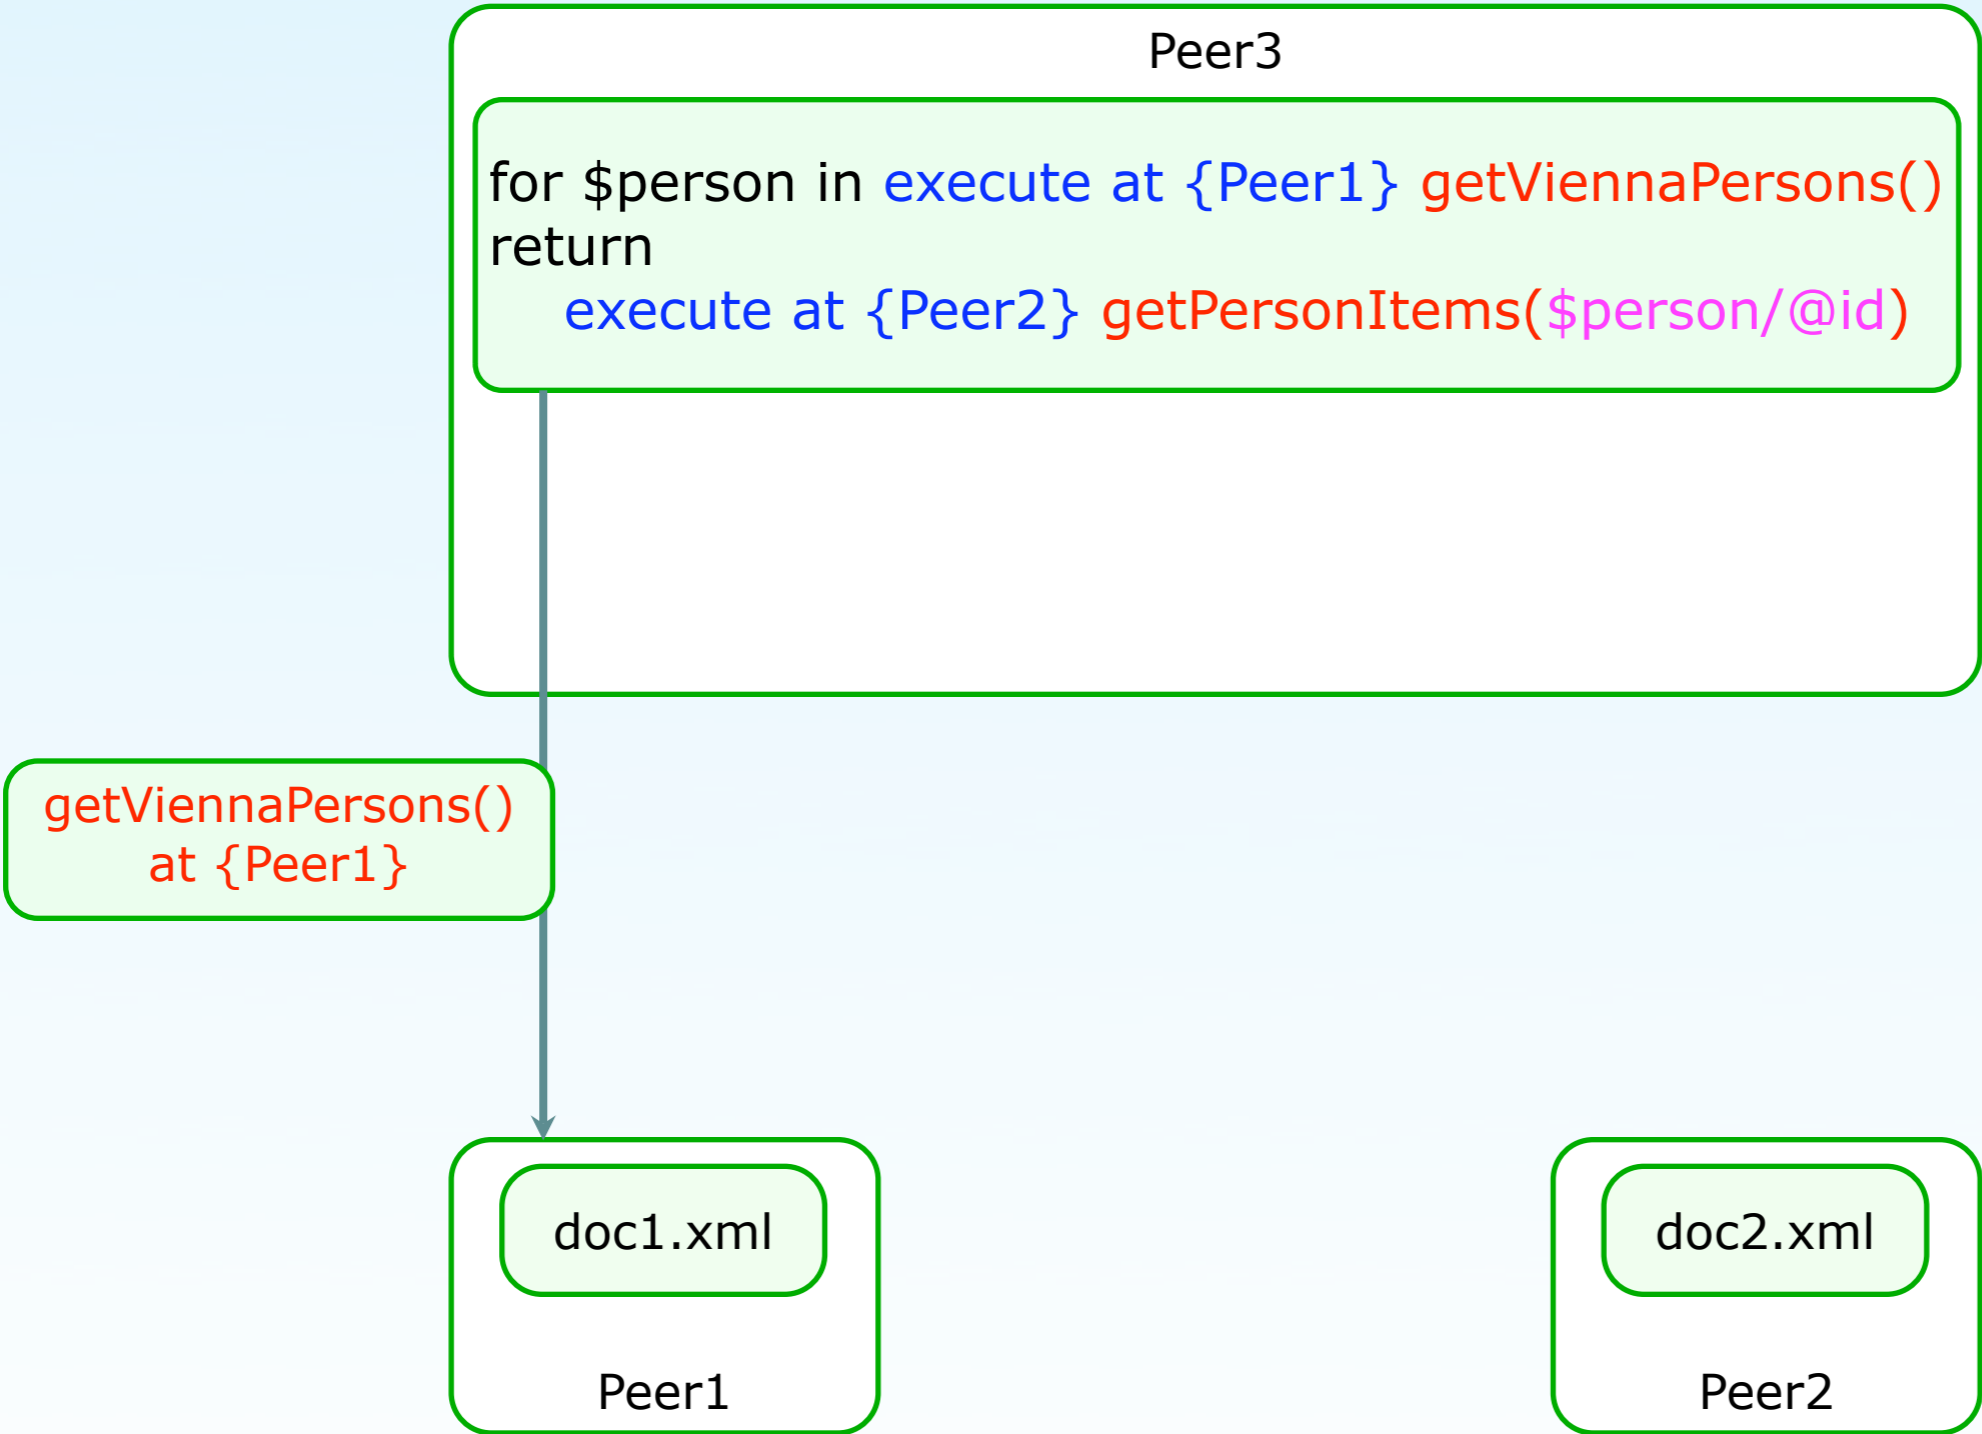 Peer3
for $person in execute at {Peer1} getViennaPersons()
return
execute at {Peer2} getPersonItems($person/@id)
getViennaPersons()
at {Peer1}
doc1.xml
doc2.xml
Peer1
Peer2